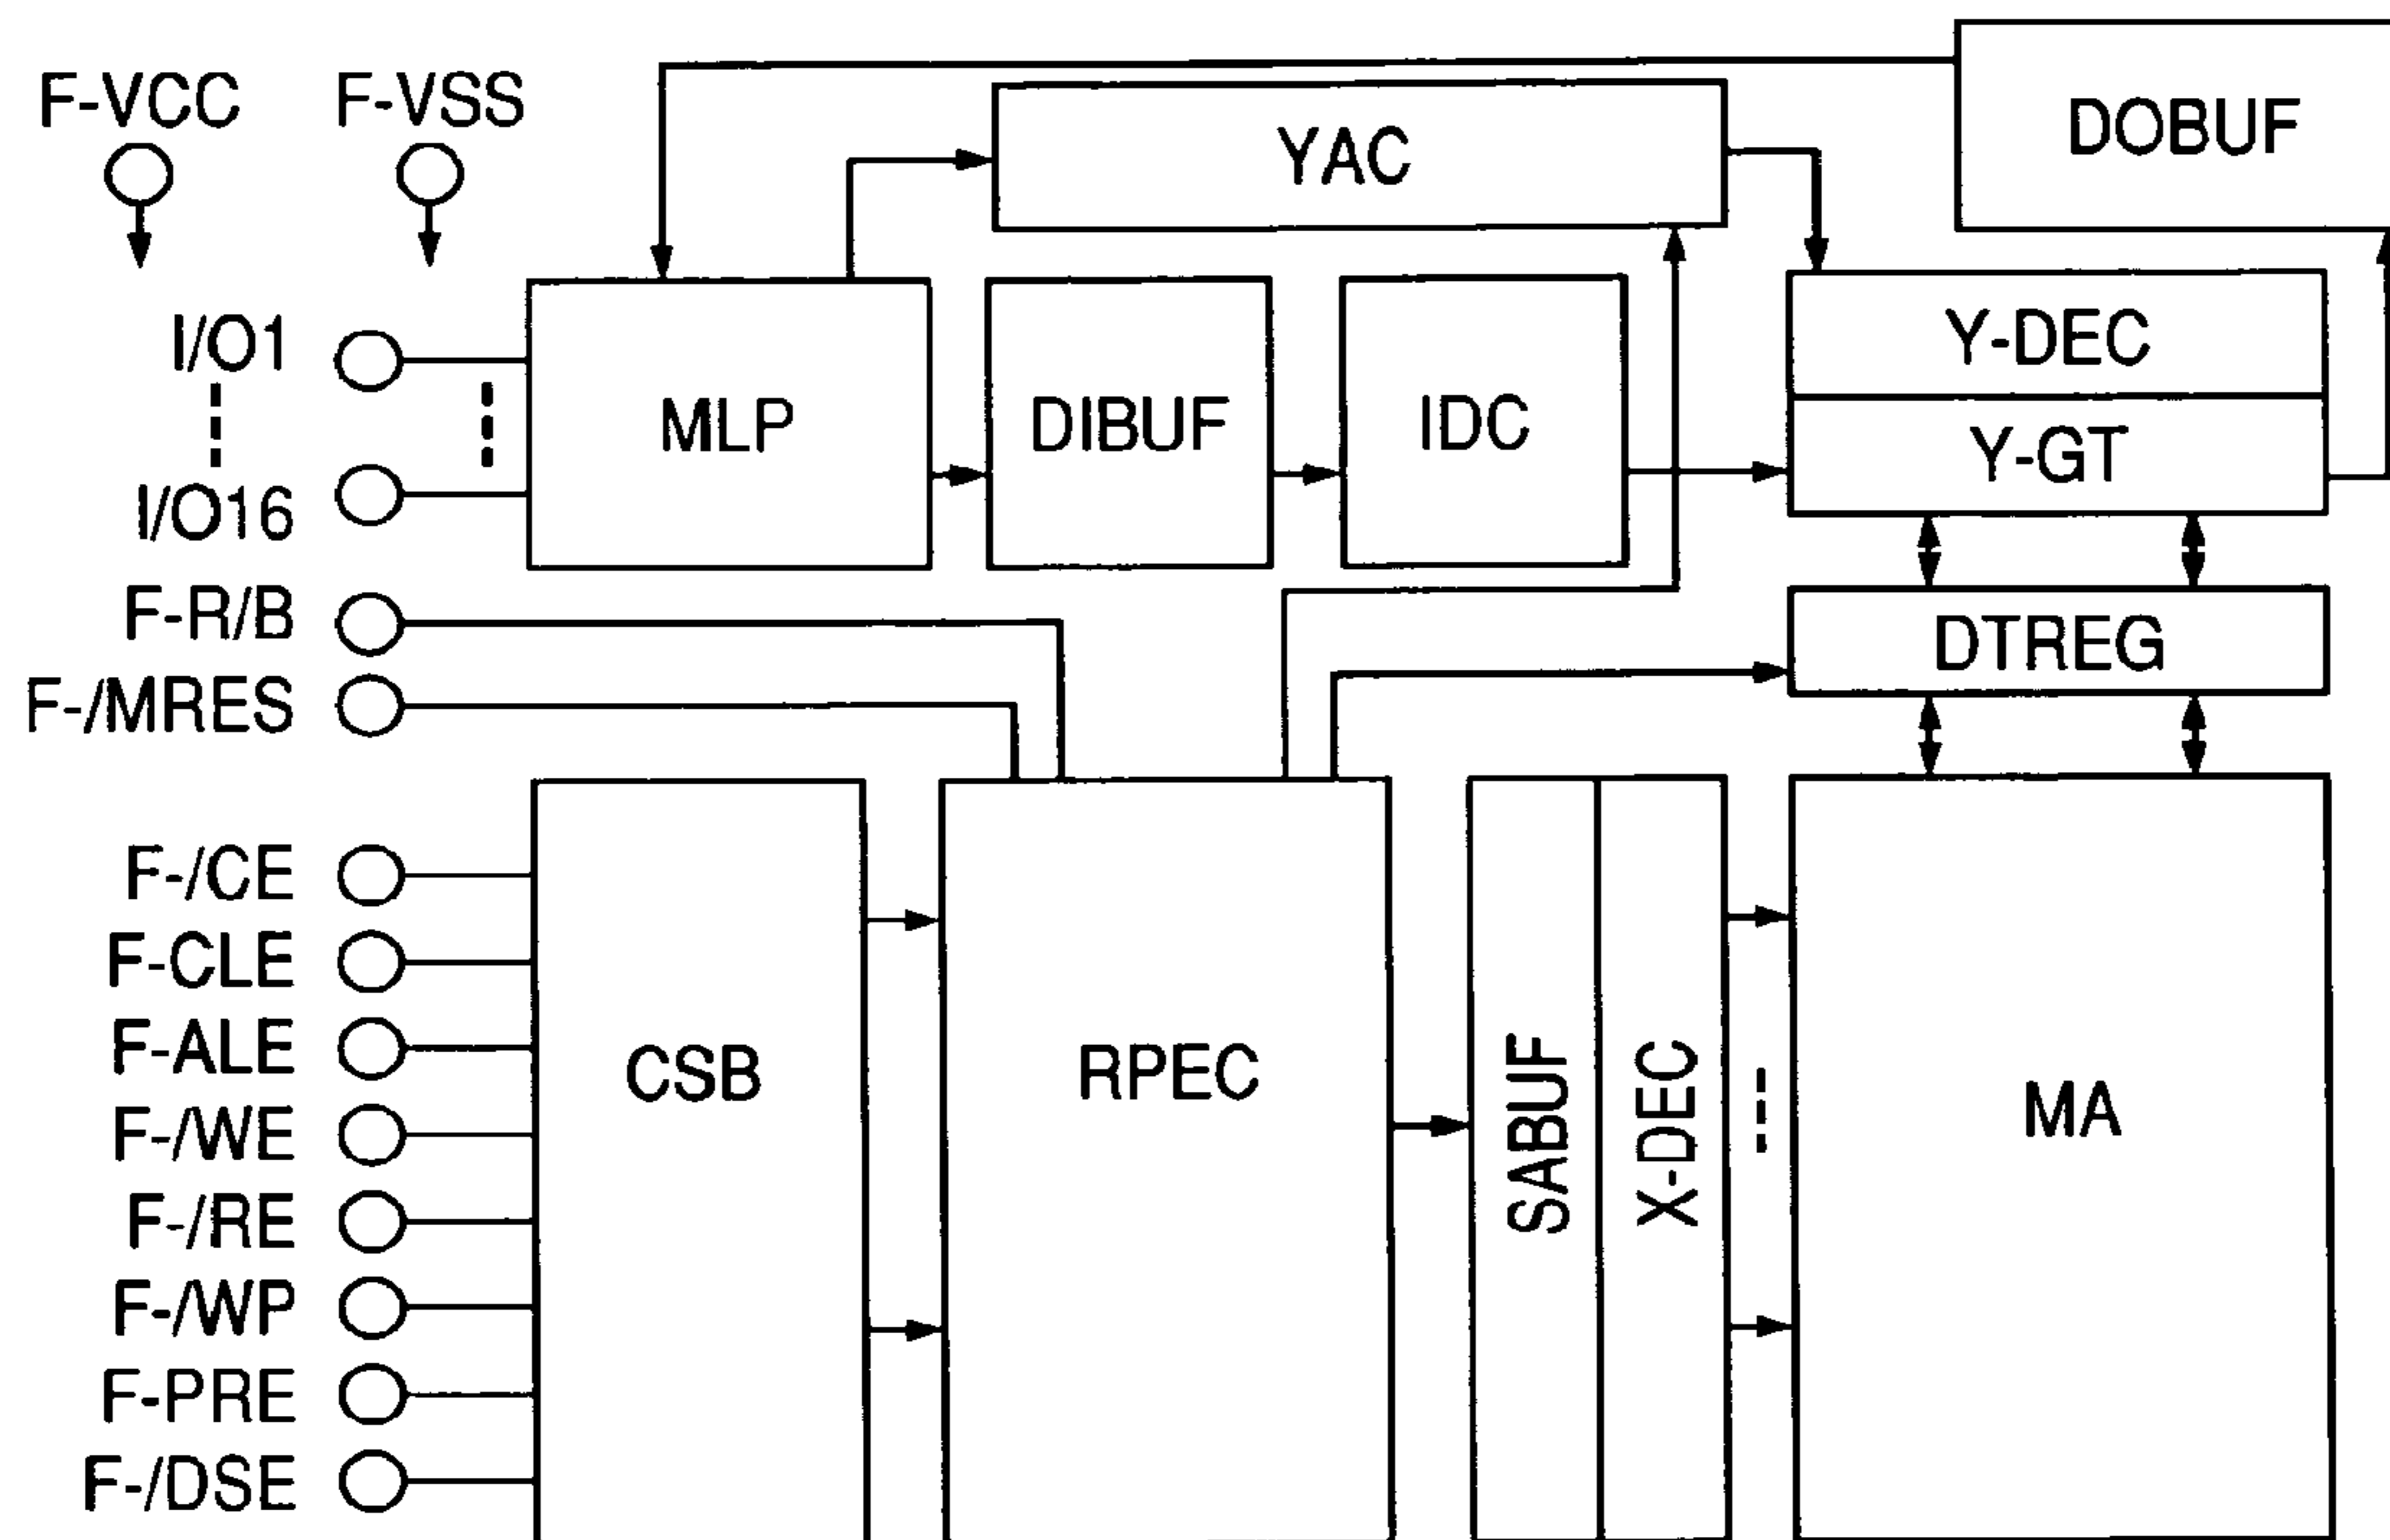 F-VCC
F-VSS
DOBUF
YAC
I/O1
I/O16
MLP
DIBUF
IDC
Y-DEC
Y-GT
F-R/B
DTREG
F-/MRES
F-/CE
F-CLE
F-ALE
F-/WE
F-/RE
F-/WP
F-PRE
F-/DSE
CSB
RPEC
SABUF
X-DEC
MA